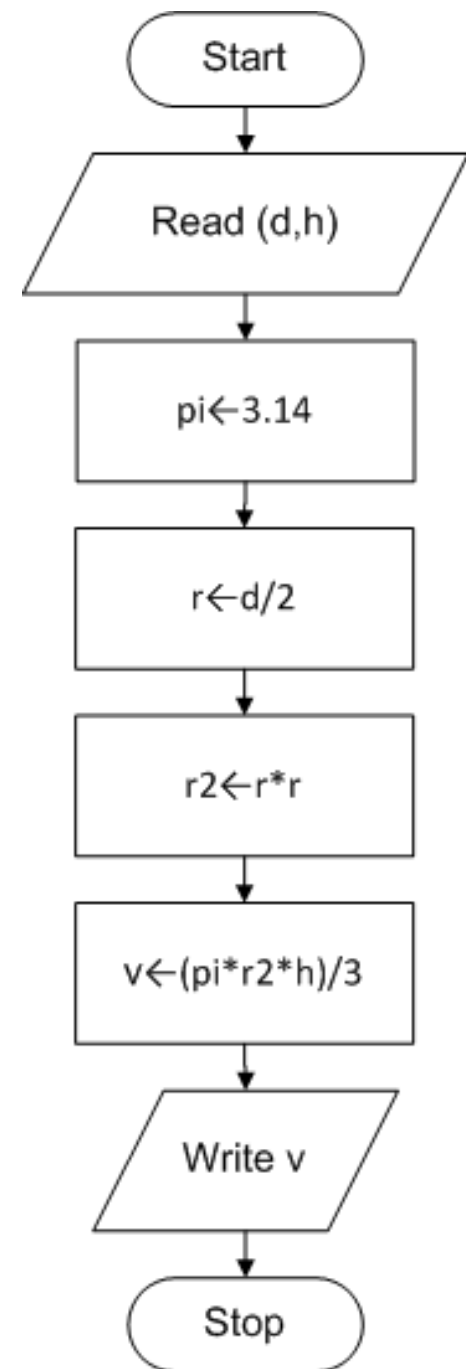 Start
Read (d,h)
pi←3.14
r←d/2
r2←r*r
v←(pi*r2*h)/3
Write v
Stop